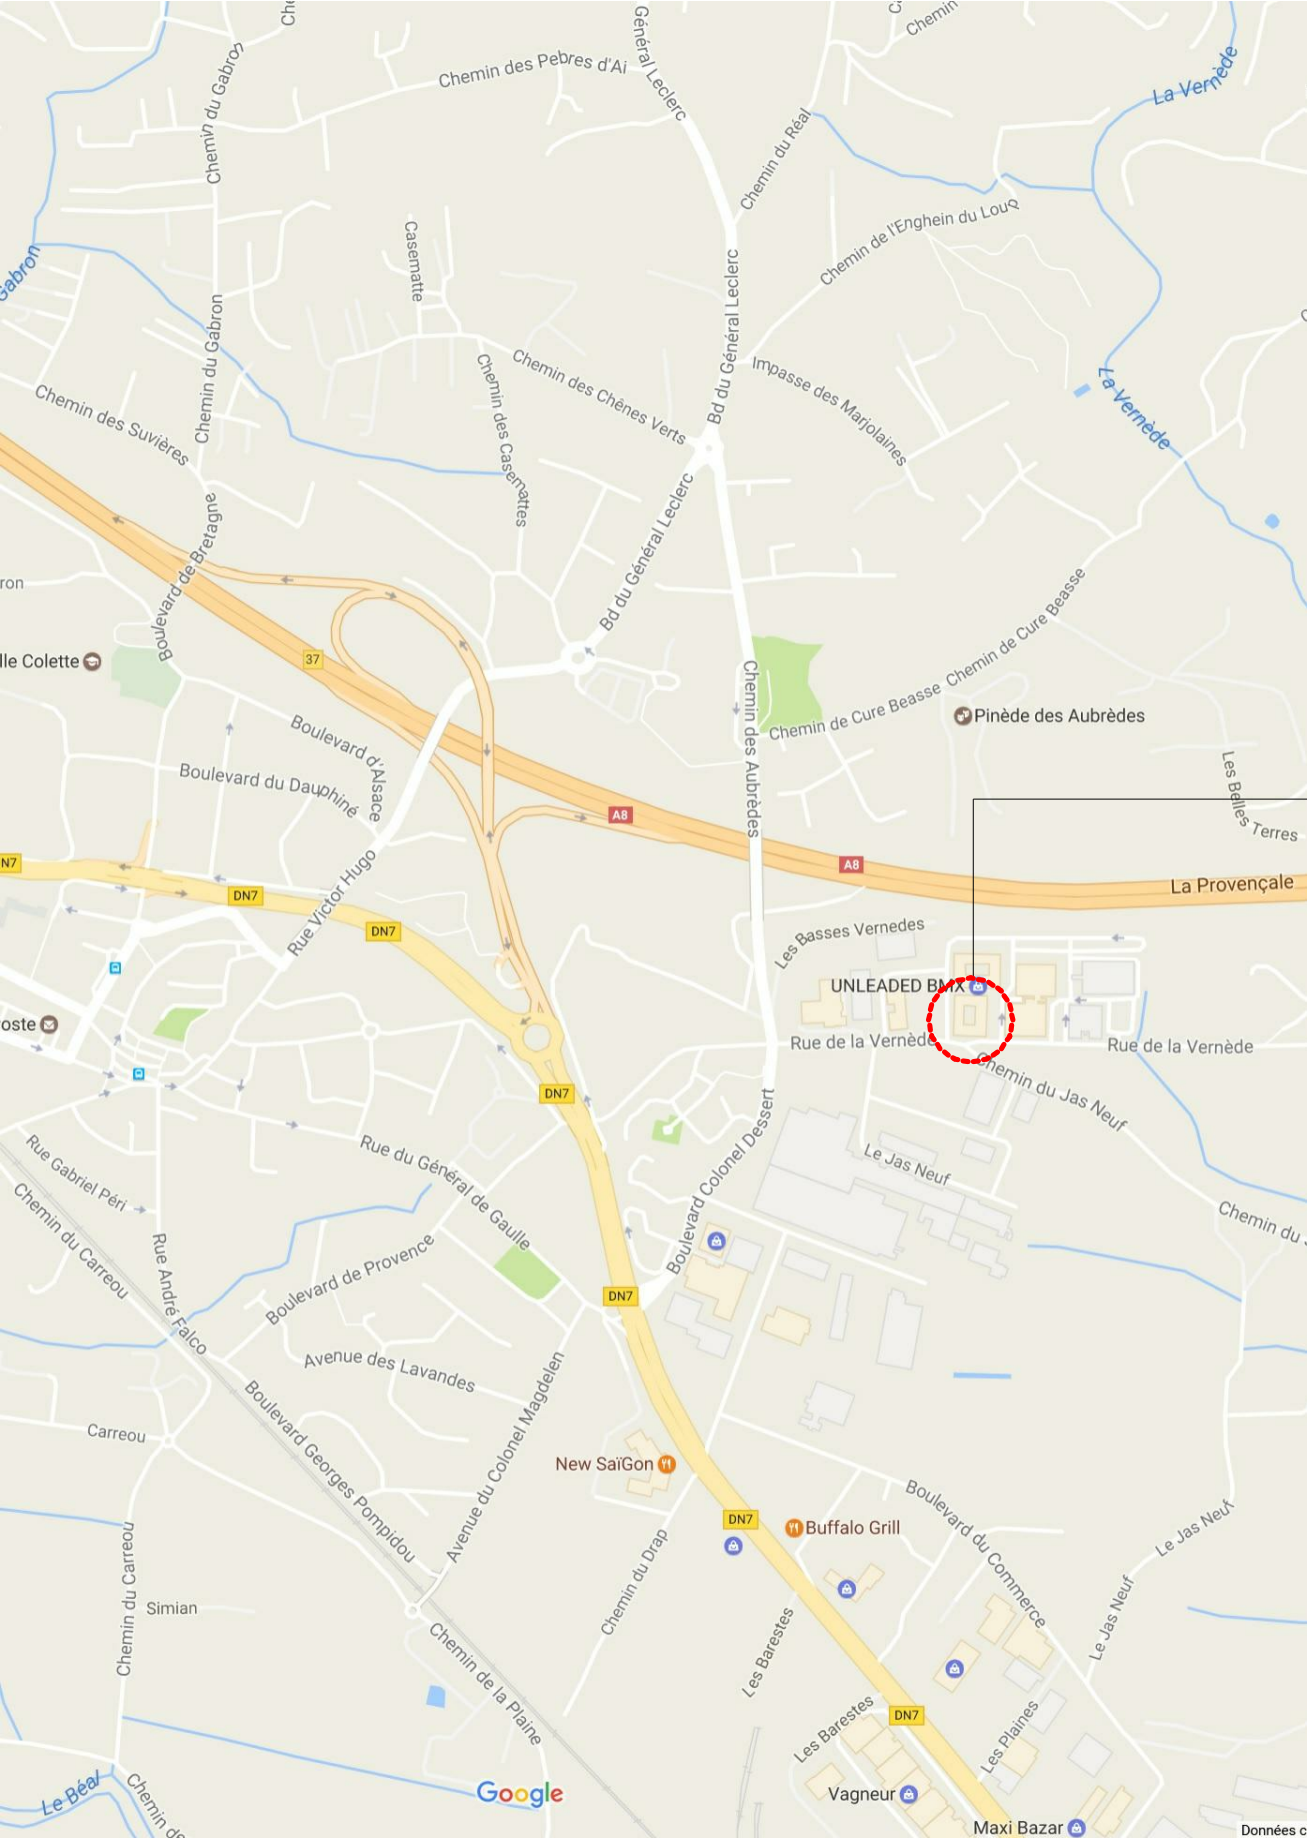 Ch
Chemin du Gabron
Chemin des Pebres d'Ai
Général Leclerc
Chemin
La Vernède
Chemin du Réal
Chemin de l'Enghein du Louq
Casematte
Gabron
Chemin du Gabron
Bd du Général Leclerc
Chemin des Chênes Verts
Impasse des Marjolaines
La Vernède
Chemin des Suvières
Chemin des Casemattes
Boulevard de Bretagne
Bd du Général Leclerc
ron
lle Colette
37
Chemin de Cure Beasse
Chemin de Cure Beasse
Chemin des Aubrèdes
Pinède des Aubrèdes
Boulevard d'Alsace
Boulevard du Dauphiné
Les Belles Terres
A8
A8
La Provençale
N7
DN7
DN7
Rue Victor Hugo
Les Basses Vernedes
UNLEADED BMX
oste
Rue de la Vernède
Rue de la Vernède
Chemin du Jas Neuf
DN7
Rue du Général de Gaulle
Rue Gabriel Péri
Chemin du Carreou
Boulevard Colonel Dessert
Le Jas Neuf
Chemin du J
Rue André Falco
Boulevard de Provence
DN7
Avenue des Lavandes
Avenue du Colonel Magdelen
Boulevard Georges Pompidou
Carreou
New SaïGon
DN7
Buffalo Grill
Boulevard du Commerce
Le Jas Neuf
Chemin du Carreou
Simian
Chemin du Drap
Les Barestes
Le Jas Neuf
Chemin de la Plaine
DN7
Les Barestes
Les Plaines
Le Béal
Chemin de
Google
Vagneur
Maxi Bazar
Données c